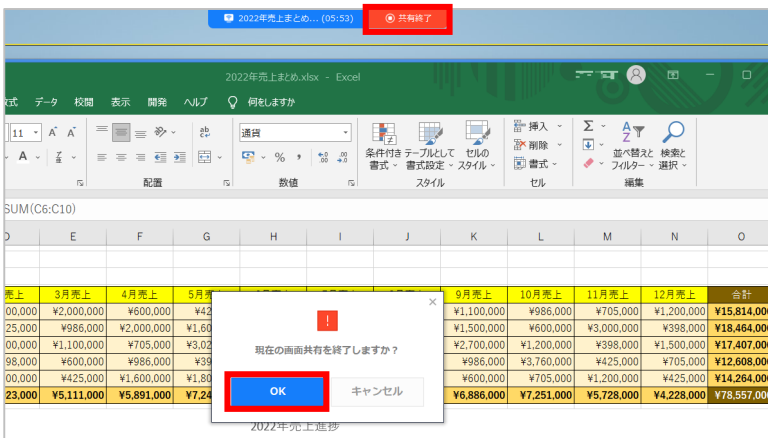 2022年売上まとめ... (05:53) 共有終了
2022年売上まとめ.xlsx - Excel
データ 校閲 表示 開発 ヘルプ 何をしますか
11 A A ab 通貨 挿入 Σ
A % 9 .00 .00 条件付き テーブルとして セルの 削除 並べ替えと 検索と
書式 書式設定 スタイル 書式 フィルター 選択
配置 数値 スタイル セル 編集
SUM(C6:C10)
E F G H I J K L M N O
売上 3月売上 4月売上 9月売上 10月売上 11月売上 12月売上 合計
¥2,000,000 ¥600,000 ¥1,100,000 ¥986,000 ¥705,000 ¥1,200,000 ¥15,814,00
¥986,000 ¥2,000,000 ¥1,500,000 ¥600,000 ¥3,000,000 ¥398,000 ¥18,464,00
¥1,100,000 ¥705,000 ¥2,700,000 ¥1,200,000 ¥398,000 ¥1,500,000 ¥17,407,00
¥600,000 ¥986,000 ¥986,000 ¥3,760,000 ¥425,000 ¥705,000 ¥12,608,00
¥425,000 ¥1,600,000 ¥600,000 ¥705,000 ¥1,200,000 ¥425,000 ¥14,264,00
¥5,111,000 ¥5,891,000 ¥6,886,000 ¥7,251,000 ¥5,728,000 ¥4,228,000 ¥78,557,00
現在の画面共有を終了しますか？
OK キャンセル
2022年売上進捗